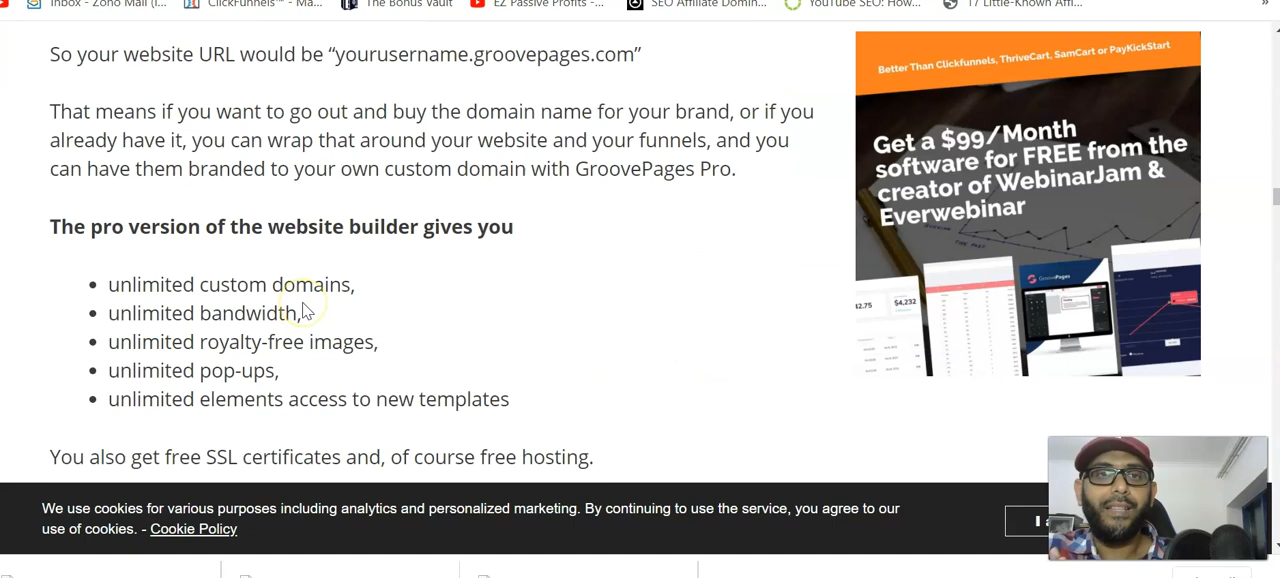 Inbox - Zoho Mail (I... ClickFunnels™ - Ma... The Bonus Vault EZ Passive Profits -... SEO Affiliate Domin... YouTube SEO: How... 17 Little-Known Affi... »
So your website URL would be “yourusername.groovepages.com”
That means if you want to go out and buy the domain name for your brand, or if you
already have it, you can wrap that around your website and your funnels, and you
can have them branded to your own custom domain with GroovePages Pro.
The pro version of the website builder gives you
unlimited custom domains,
unlimited bandwidth,
unlimited royalty-free images,
unlimited pop-ups,
unlimited elements access to new templates
You also get free SSL certificates and, of course free hosting.
Better Than Clickfunnels, ThriveCart, SamCart or PayKickStart
Get a $99/Month
software for FREE from the
creator of WebinarJam &
Everwebinar
$4,232
GroovePages
We use cookies for various purposes including analytics and personalized marketing. By continuing to use the service, you agree to our
use of cookies. - Cookie Policy
I